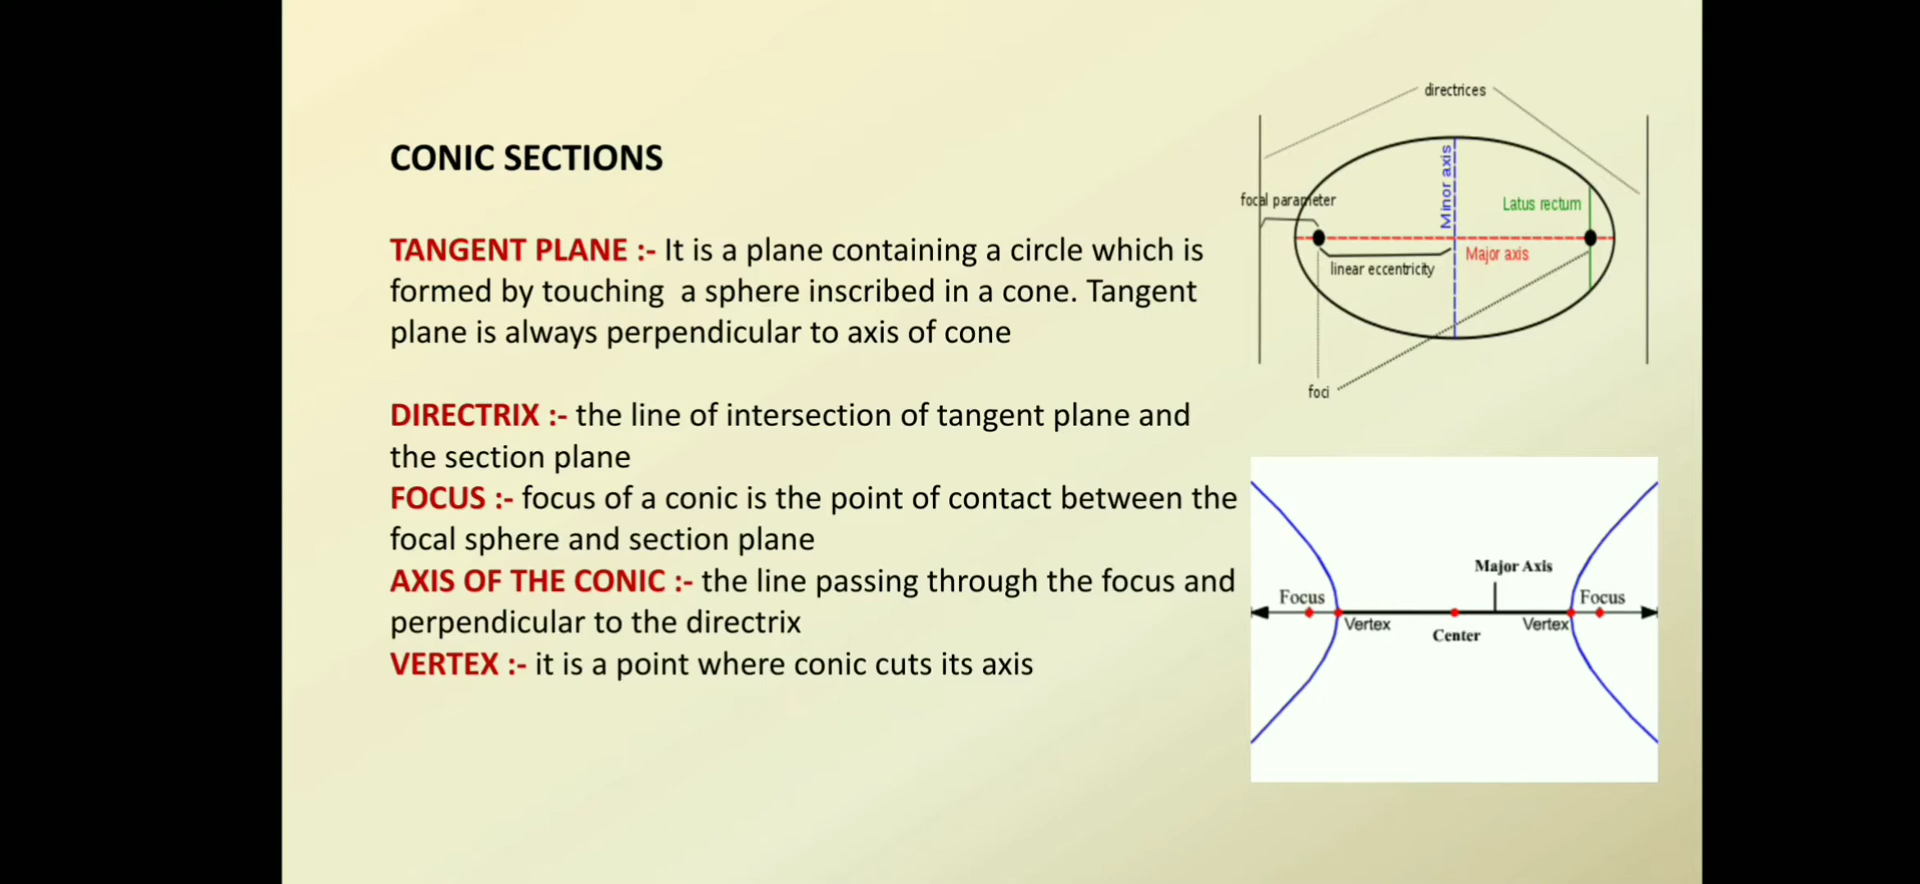 CONIC SECTIONS
TANGENT PLANE :- It is a plane containing a circle which is
formed by touching a sphere inscribed in a cone. Tangent
plane is always perpendicular to axis of cone
DIRECTRIX :- the line of intersection of tangent plane and
the section plane
FOCUS :- focus of a conic is the point of contact between the
focal sphere and section plane
AXIS OF THE CONIC :- the line passing through the focus and
perpendicular to the directrix
VERTEX :- it is a point where conic cuts its axis
directrices
Minor axis
focal parameter
Latus rectum
Major axis
linear eccentricity
foci
Major Axis
Focus
Focus
Vertex
Vertex
Center